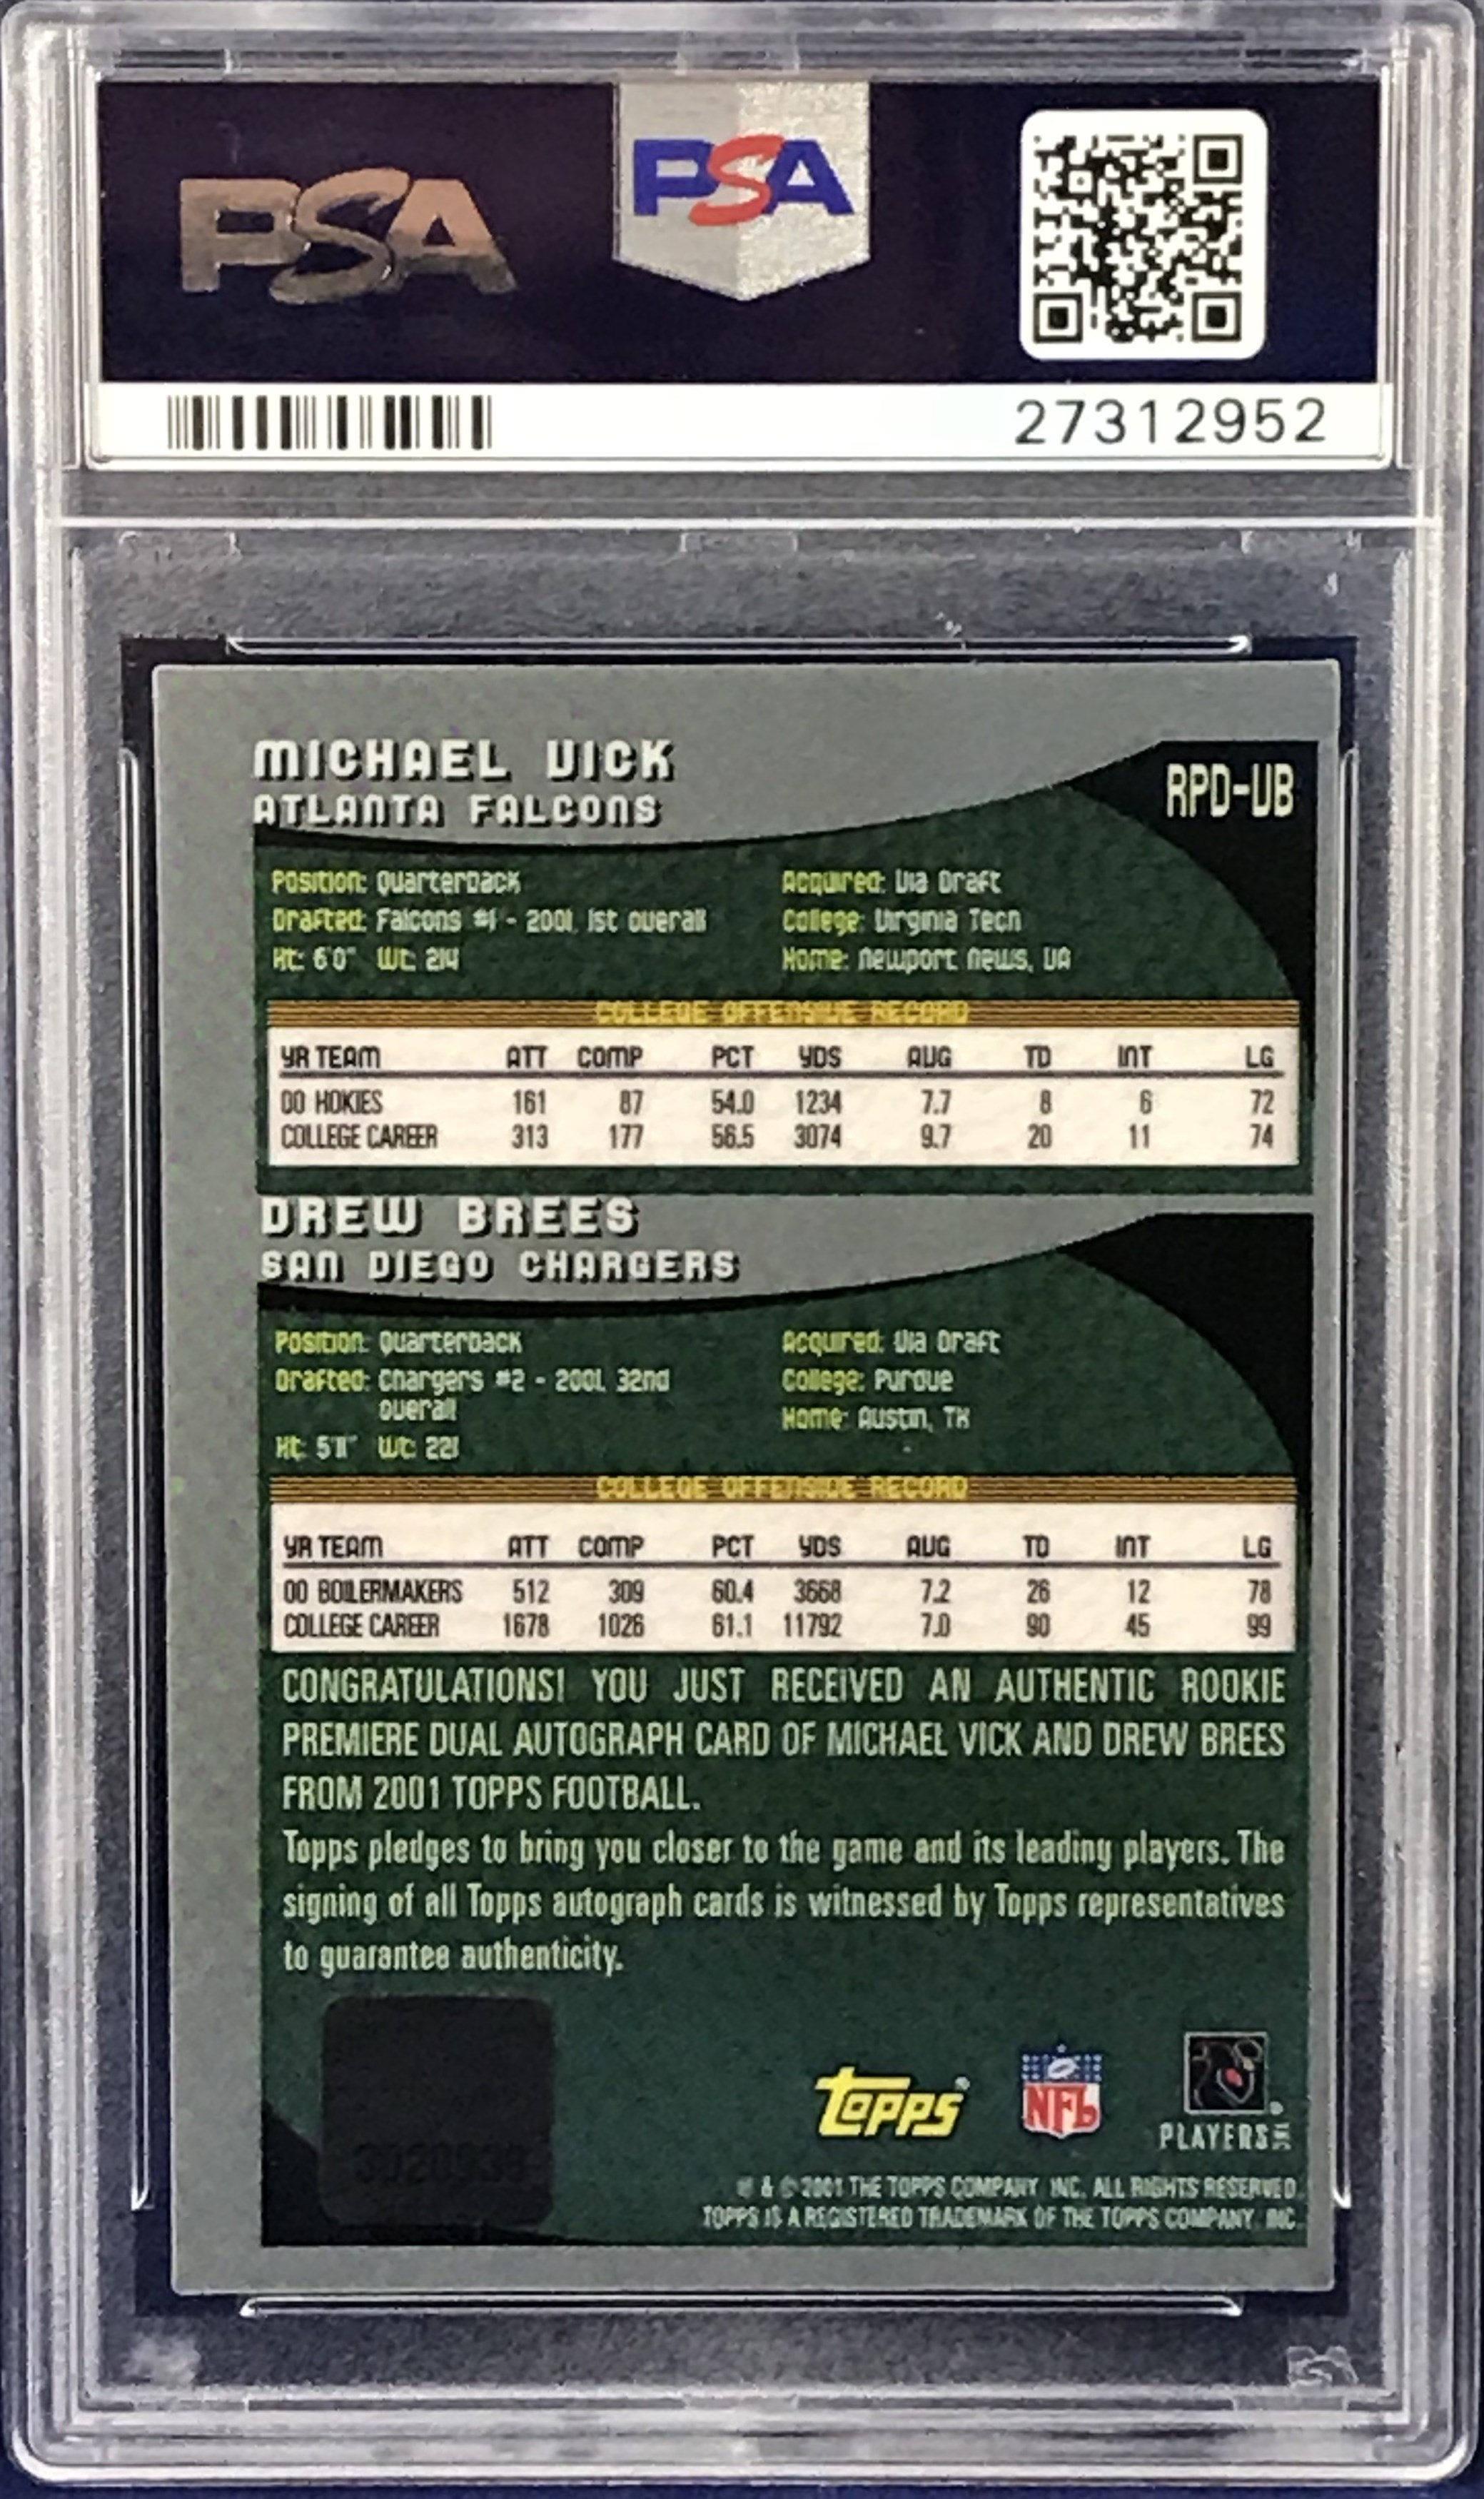 PSA
PSA
27312952
MICHAEL VICK
ATLANTA FALCONS
RPD-VB
Position: Quarterback
Acquired: Via Draft
Drafted: Falcons #1 - 2001, 1st overall
College: Virginia Tech
Ht: 6'0" Wt: 214
Home: Newport News, VA
COLLEGE OFFENSIVE RECORD
YR TEAM ATT COMP PCT YDS AVG TD INT LG
00 HOKIES 161 87 54.0 1234 7.7 8 6 72
COLLEGE CAREER 313 177 56.5 3074 9.7 20 11 74
DREW BREES
SAN DIEGO CHARGERS
Position: Quarterback
Acquired: Via Draft
Drafted: Chargers #2 - 2001, 32nd
overall
College: Purdue
Home: Austin, TX
Ht: 5'11" Wt: 221
COLLEGE OFFENSIVE RECORD
YR TEAM ATT COMP PCT YDS AVG TD INT LG
00 BOILERMAKERS 512 309 60.4 3668 7.2 26 12 78
COLLEGE CAREER 1678 1026 61.1 11792 7.0 90 45 99
CONGRATULATIONS! YOU JUST RECEIVED AN AUTHENTIC ROOKIE
PREMIERE DUAL AUTOGRAPH CARD OF MICHAEL VICK AND DREW BREES
FROM 2001 TOPPS FOOTBALL.
Topps pledges to bring you closer to the game and its leading players. The
signing of all Topps autograph cards is witnessed by Topps representatives
to guarantee authenticity.
Topps
NFL
PLAYERS
® & © 2001 THE TOPPS COMPANY, INC. ALL RIGHTS RESERVED.
TOPPS IS A REGISTERED TRADEMARK OF THE TOPPS COMPANY, INC.
PSA